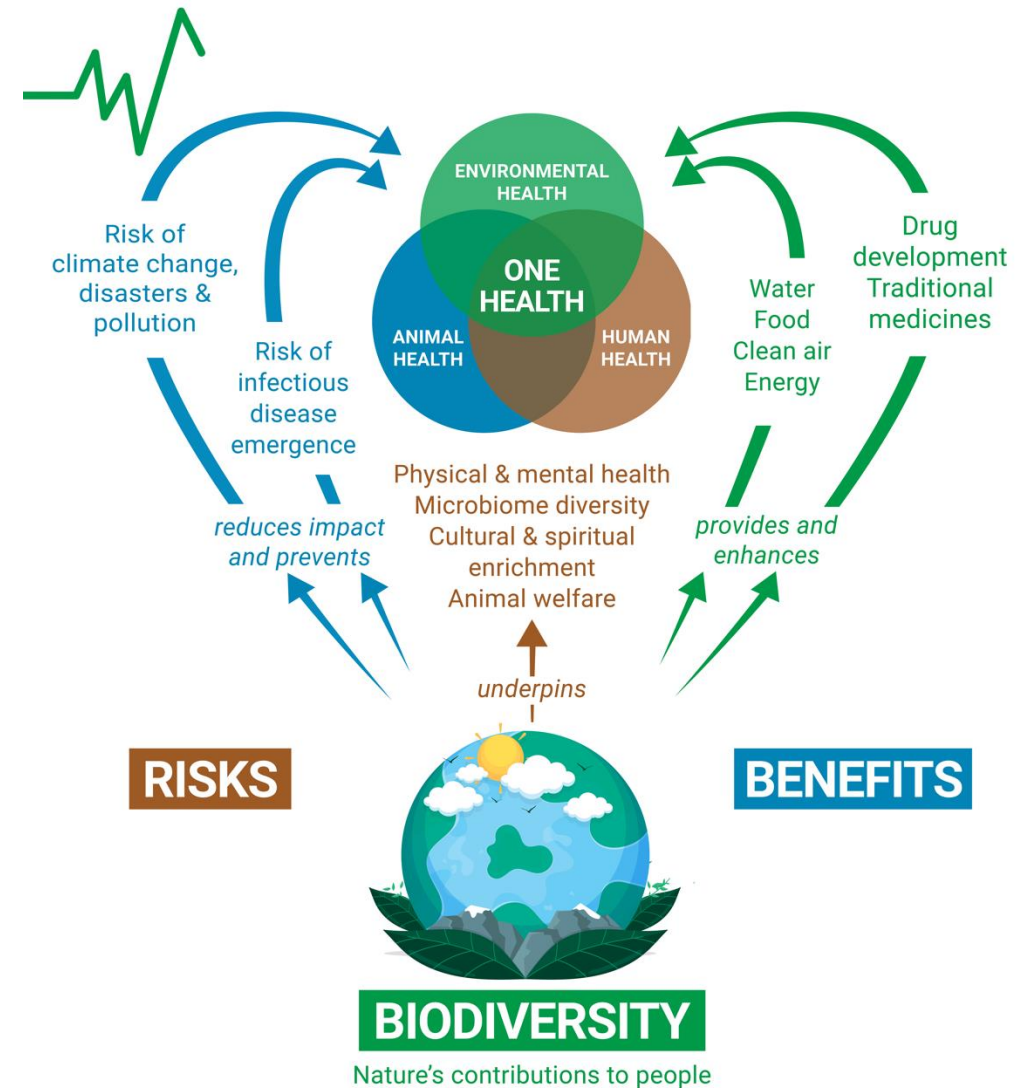 ENVIRONMENTAL
HEALTH
ONE
HEALTH
ANIMAL
HEALTH
HUMAN
HEALTH
Risk of
climate change,
disasters &
pollution
Risk of
infectious
disease
emergence
reduces impact
and prevents
Physical & mental health
Microbiome diversity
Cultural & spiritual
enrichment
Animal welfare
underpins
Water
Food
Clean air
Energy
Drug
development
Traditional
medicines
provides and
enhances
RISKS
BENEFITS
BIODIVERSITY
Nature's contributions to people